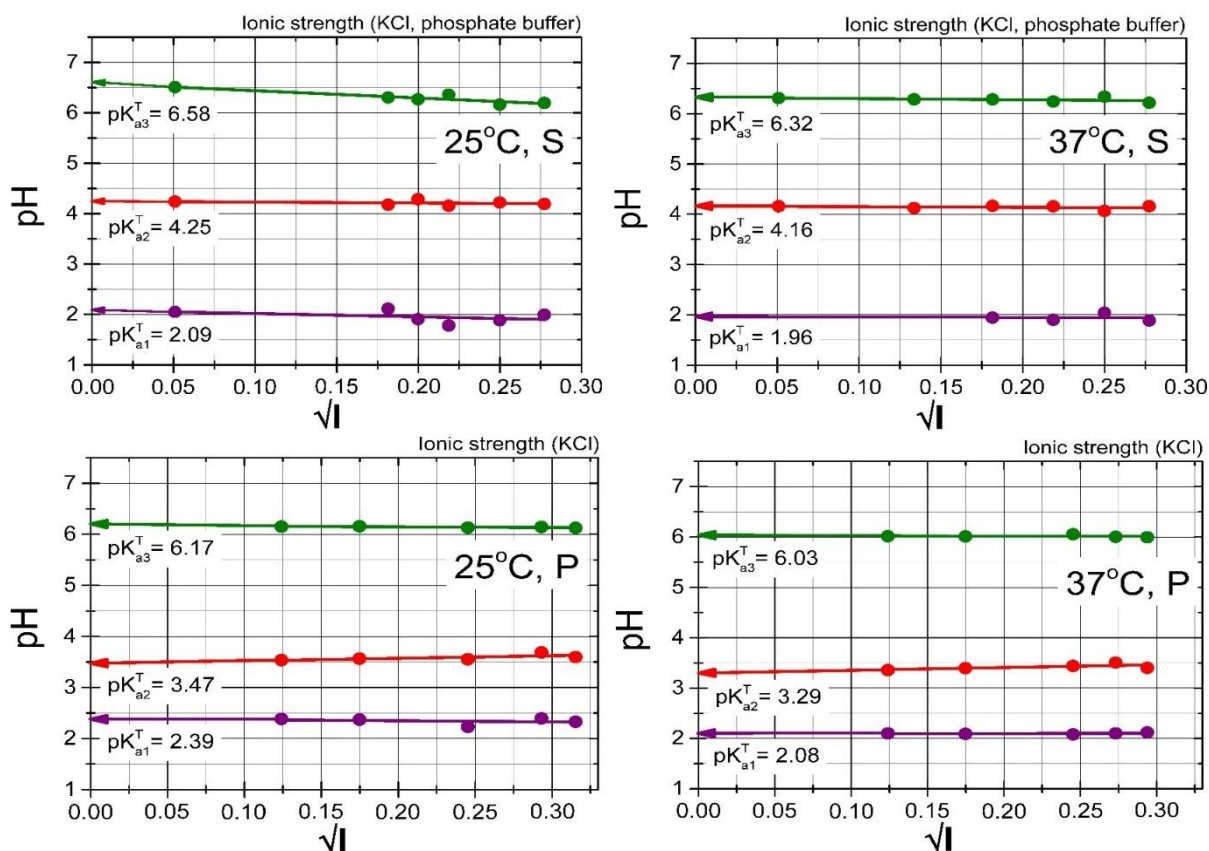 Ionic strength (KCl, phosphate buffer)
7
6
5
4
3
2
1
pH
pK^T_a3 = 6.58
25°C, S
pK^T_a2 = 4.25
pK^T_a1 = 2.09
0.00 0.05 0.10 0.15 0.20 0.25 0.30
√I
Ionic strength (KCl, phosphate buffer)
7
6
5
4
3
2
1
pH
pK^T_a3 = 6.32
37°C, S
pK^T_a2 = 4.16
pK^T_a1 = 1.96
0.00 0.05 0.10 0.15 0.20 0.25 0.30
√I
Ionic strength (KCl)
7
6
5
4
3
2
1
pH
pK^T_a3 = 6.17
25°C, P
pK^T_a2 = 3.47
pK^T_a1 = 2.39
0.00 0.05 0.10 0.15 0.20 0.25 0.30
√I
Ionic strength (KCl)
7
6
5
4
3
2
1
pH
pK^T_a3 = 6.03
37°C, P
pK^T_a2 = 3.29
pK^T_a1 = 2.08
0.00 0.05 0.10 0.15 0.20 0.25 0.30
√I